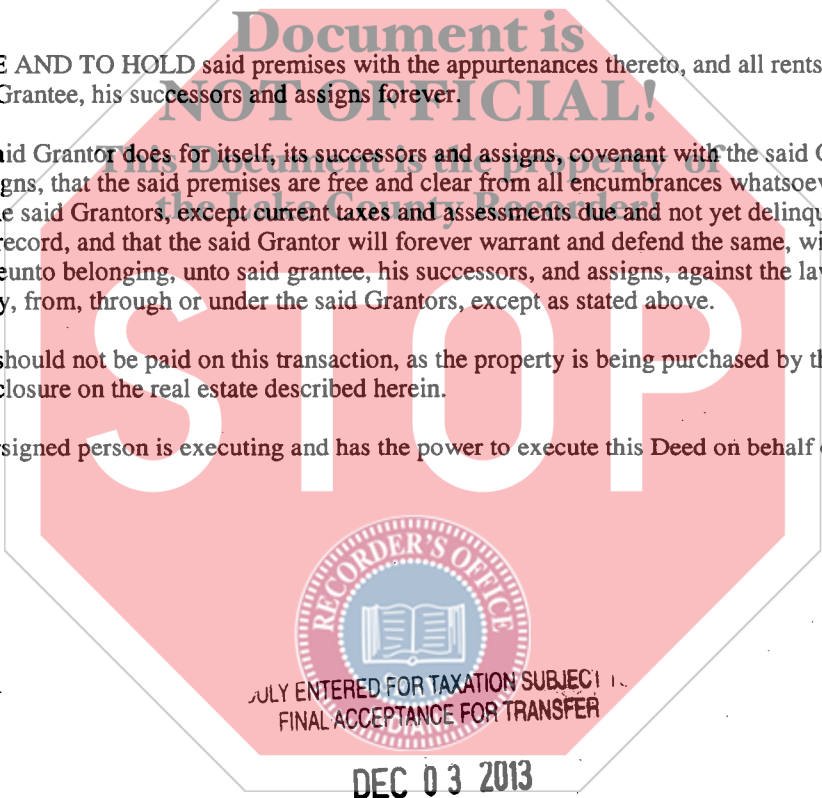 Document is
E AND TO HOLD said premises with the appurtenances thereto, and all rents
NOT OFFICIAL!
Grantee, his successors and assigns forever.
aid Grantor does for itself, its successors and assigns, covenant with the said G
This Document is the property of
gns, that the said premises are free and clear from all encumbrances whatsoev
the Lake County Recorder!
e said Grantors, except current taxes and assessments due and not yet delinqu
record, and that the said Grantor will forever warrant and defend the same, wi
eunto belonging, unto said grantee, his successors, and assigns, against the la
y, from, through or under the said Grantors, except as stated above.
STOP
should not be paid on this transaction, as the property is being purchased by th
closure on the real estate described herein.
signed person is executing and has the power to execute this Deed on behalf
RECORDER'S OFFICE
ULY ENTERED FOR TAXATION SUBJECT
FINAL ACCEPTANCE FOR TRANSFER
DEC 03 2013